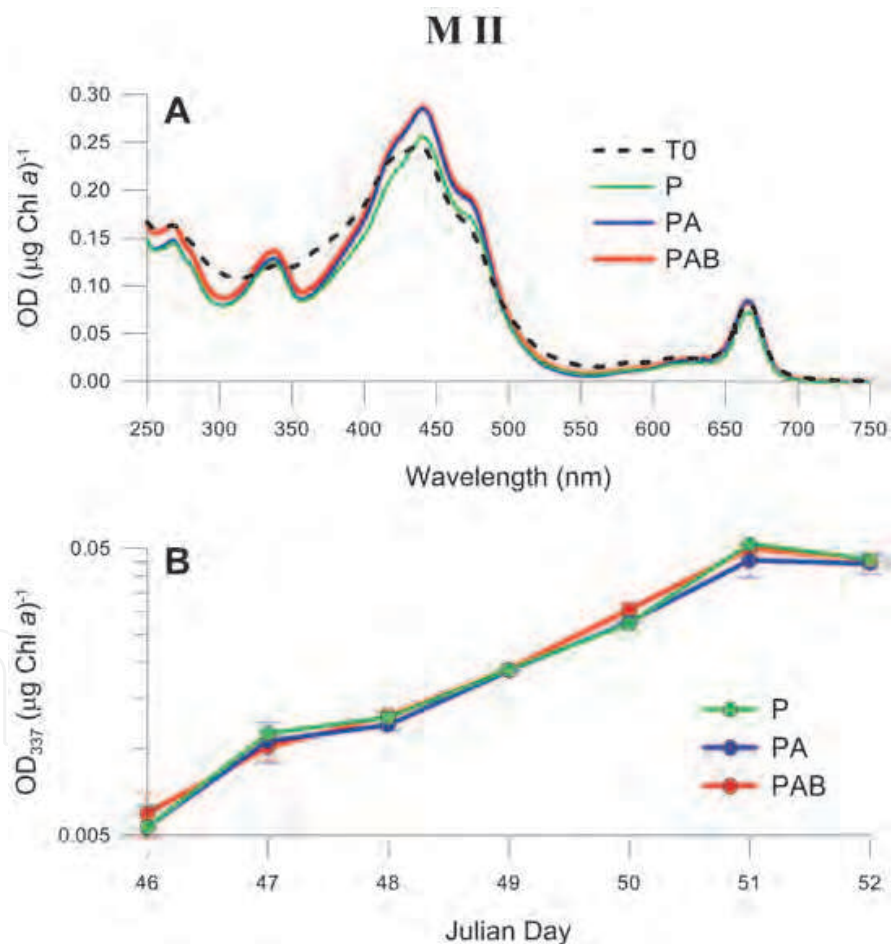 M II
A
0.30
0.25
0.20
0.15
0.10
0.05
0.00
OD (µg Chl a)⁻¹
T0
P
PA
PAB
250 300 350 400 450 500 550 600 650 700 750
Wavelength (nm)
B
0.05
0.005
OD₃₃₇ (µg Chl a)⁻¹
P
PA
PAB
46 47 48 49 50 51 52
Julian Day